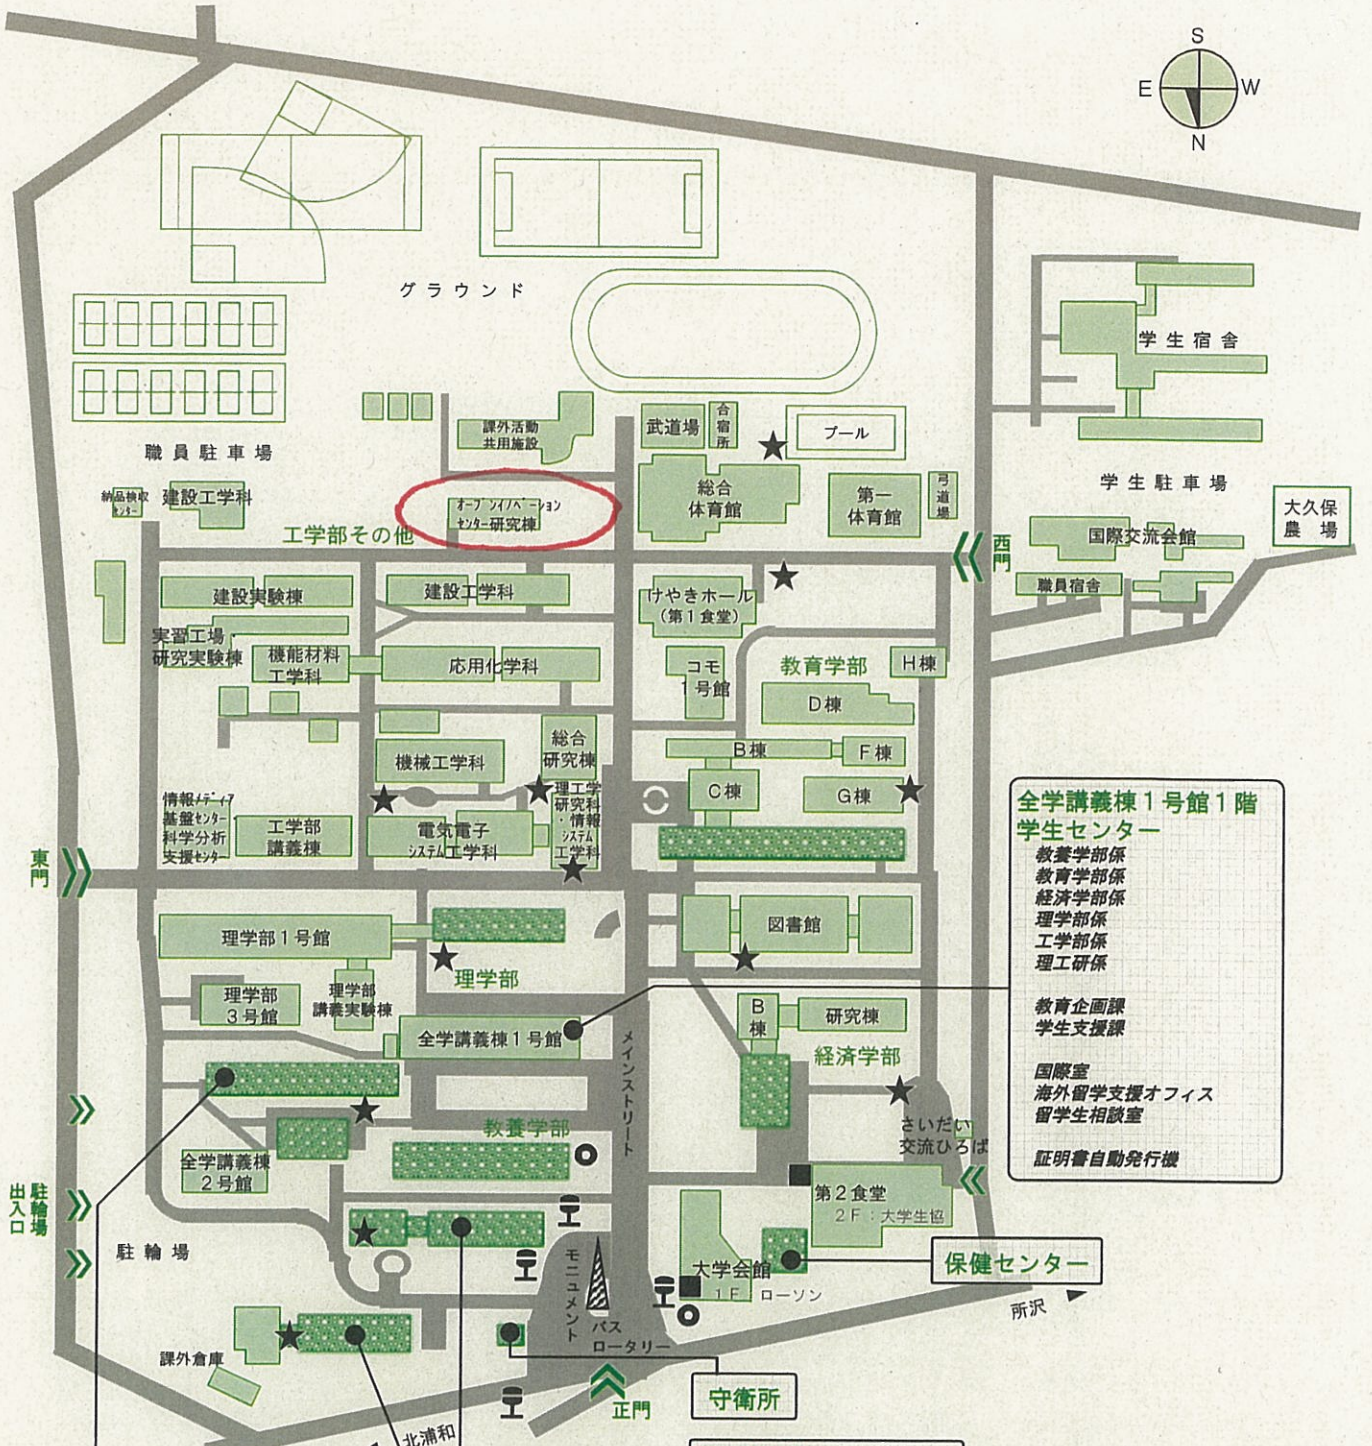 S
E
W
N
グラウンド
学生宿舎
職員駐車場
課外活動
共用施設
武道場
合宿所
プール
学生駐車場
納品検収
センター
建設工学科
オープンイノベーション
センター研究棟
総合
体育館
第一
体育館
弓道場
大久保
農場
工学部その他
西門
国際交流会館
職員宿舎
建設実験棟
建設工学科
けやきホール
(第1食堂)
実習工場・
研究実験棟
機能材料
工学科
応用化学科
コモ
1号館
教育学部
H棟
D棟
機械工学科
総合
研究棟
B棟
F棟
C棟
G棟
情報メディア
基盤センター
科学分析
支援センター
工学部
講義棟
電気電子
システム工学科
理工学
研究科
・情報
システム
工学科
東門
全学講義棟1号館1階
学生センター
教養学部係
教育学部係
経済学部係
理学部係
工学部係
理工研係
教育企画課
学生支援課
国際室
海外留学支援オフィス
留学生相談室
証明書自動発行機
理学部1号館
図書館
理学部
理学部
3号館
理学部
講義実験棟
B棟
研究棟
全学講義棟1号館
メインストリート
経済学部
教養学部
さいだい
交流ひろば
全学講義棟
2号館
駐輪場
出入口
第2食堂
2F:大学生協
駐輪場
モニュメント
大学会館
1F ローソン
保健センター
所沢
バス
ロータリー
課外倉庫
守衛所
正門
北浦和